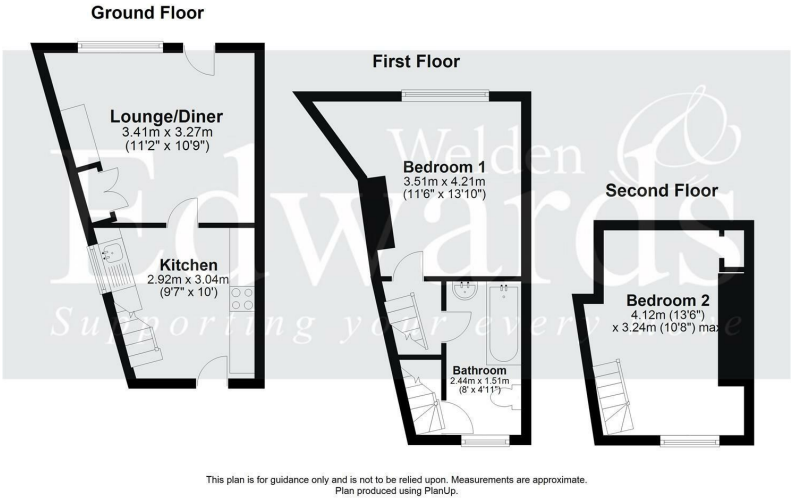 Ground Floor
Lounge/Diner
3.41m x 3.27m
(11'2" x 10'9")
Kitchen
2.92m x 3.04m
(9'7" x 10')
First Floor
Bedroom 1
3.51m x 4.21m
(11'6" x 13'10")
Bathroom
2.44m x 1.51m
(8' x 4'11")
Second Floor
Bedroom 2
4.12m (13'6")
x 3.24m (10'8") max
Welden &
Edwards
Supporting your every move
This plan is for guidance only and is not to be relied upon. Measurements are approximate.
Plan produced using PlanUp.